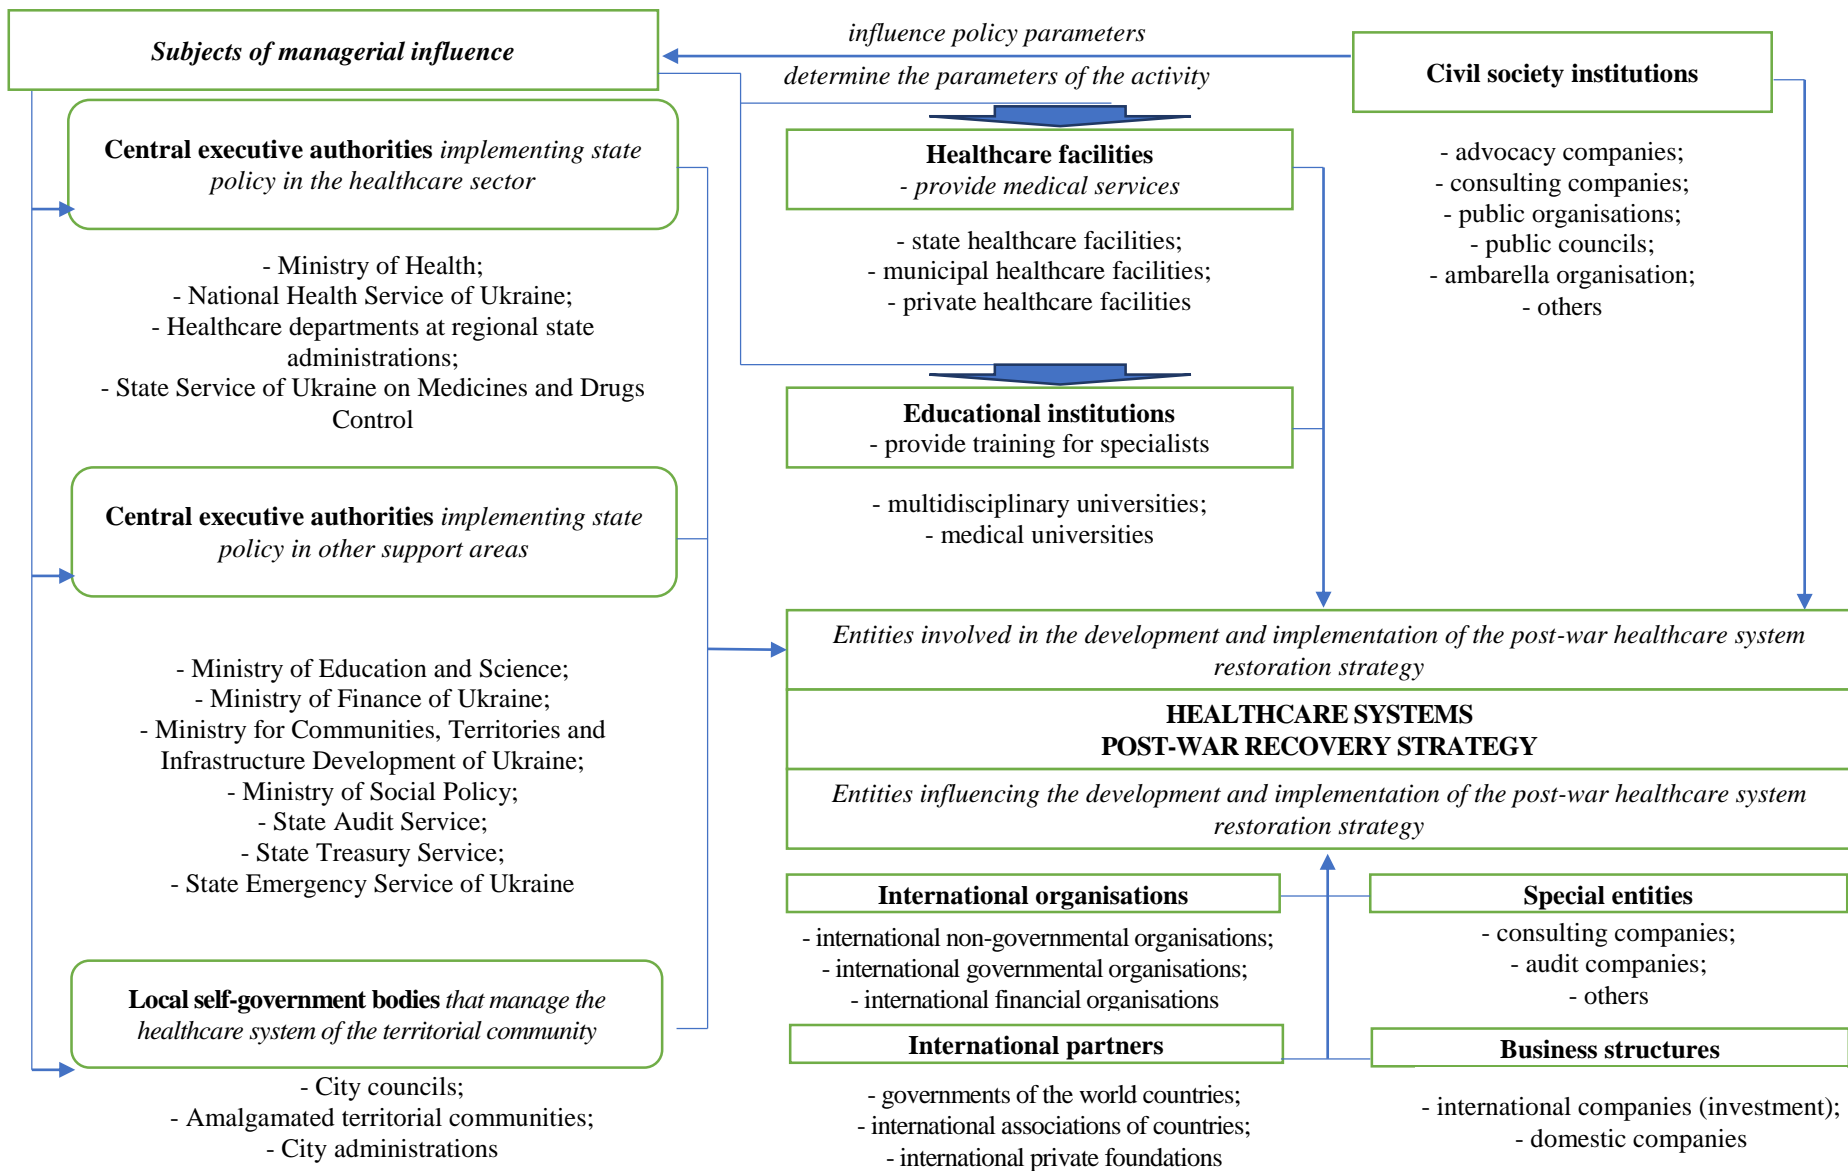 Subjects of managerial influence
influence policy parameters
determine the parameters of the activity
Civil society institutions
- advocacy companies;
- consulting companies;
- public organisations;
- public councils;
- ambarella organisation;
- others
Central executive authorities implementing state
policy in the healthcare sector
- Ministry of Health;
- National Health Service of Ukraine;
- Healthcare departments at regional state
administrations;
- State Service of Ukraine on Medicines and Drugs
Control
Healthcare facilities
- provide medical services
- state healthcare facilities;
- municipal healthcare facilities;
- private healthcare facilities
Educational institutions
- provide training for specialists
- multidisciplinary universities;
- medical universities
Central executive authorities implementing state
policy in other support areas
- Ministry of Education and Science;
- Ministry of Finance of Ukraine;
- Ministry for Communities, Territories and
Infrastructure Development of Ukraine;
- Ministry of Social Policy;
- State Audit Service;
- State Treasury Service;
- State Emergency Service of Ukraine
Local self-government bodies that manage the
healthcare system of the territorial community
- City councils;
- Amalgamated territorial communities;
- City administrations
Entities involved in the development and implementation of the post-war healthcare system
restoration strategy
HEALTHCARE SYSTEMS
POST-WAR RECOVERY STRATEGY
Entities influencing the development and implementation of the post-war healthcare system
restoration strategy
International organisations
- international non-governmental organisations;
- international governmental organisations;
- international financial organisations
Special entities
- consulting companies;
- audit companies;
- others
International partners
- governments of the world countries;
- international associations of countries;
- international private foundations
Business structures
- international companies (investment);
- domestic companies